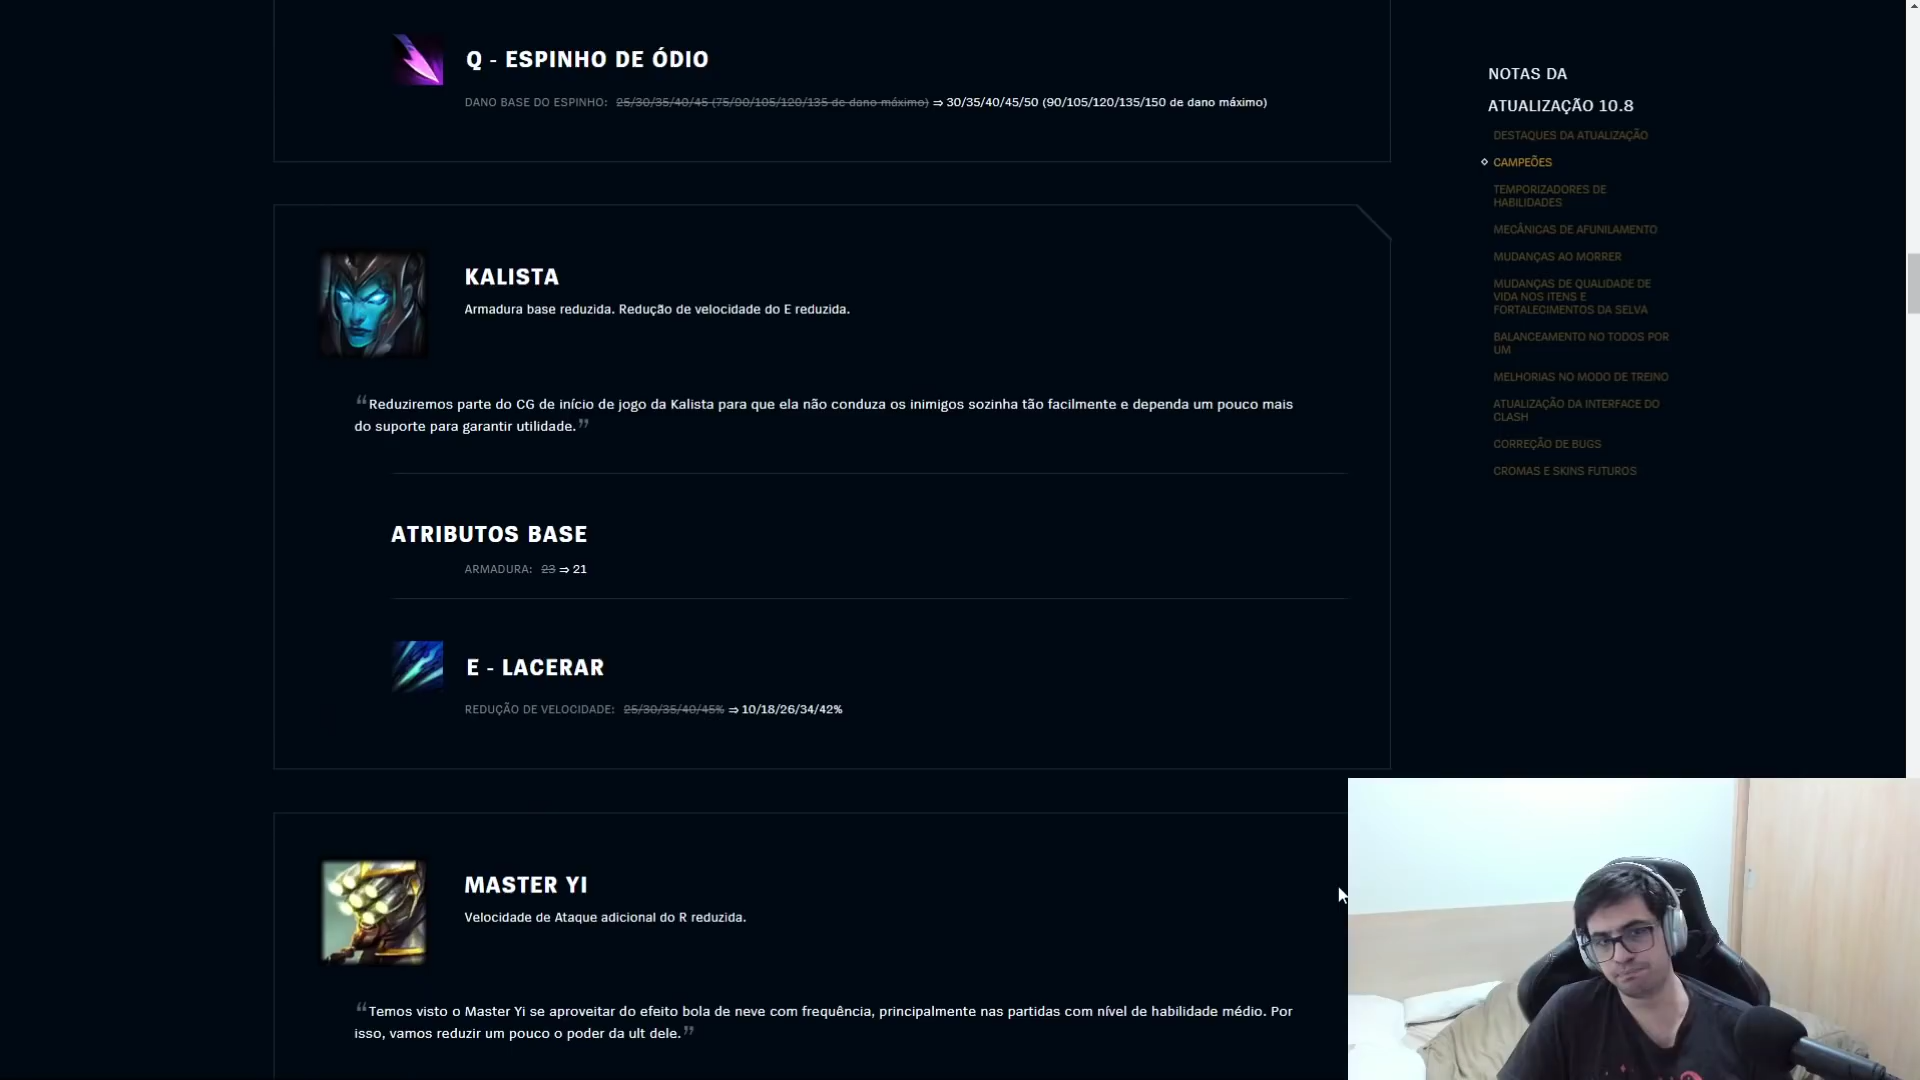 Q - ESPINHO DE ÓDIO
DANO BASE DO ESPINHO: 25/30/35/40/45 (75/90/105/120/135 de dano máximo) ⇒ 30/35/40/45/50 (90/105/120/135/150 de dano máximo)
KALISTA
Armadura base reduzida. Redução de velocidade do E reduzida.
“Reduziremos parte do CG de início de jogo da Kalista para que ela não conduza os inimigos sozinha tão facilmente e dependa um pouco mais
do suporte para garantir utilidade.”
ATRIBUTOS BASE
ARMADURA: 23 ⇒ 21
E - LACERAR
REDUÇÃO DE VELOCIDADE: 25/30/35/40/45% ⇒ 10/18/26/34/42%
MASTER YI
Velocidade de Ataque adicional do R reduzida.
“Temos visto o Master Yi se aproveitar do efeito bola de neve com frequência, principalmente nas partidas com nível de habilidade médio. Por
isso, vamos reduzir um pouco o poder da ult dele.”
NOTAS DA
ATUALIZAÇÃO 10.8
DESTAQUES DA ATUALIZAÇÃO
CAMPEÕES
TEMPORIZADORES DE
HABILIDADES
MECÂNICAS DE AFUNILAMENTO
MUDANÇAS AO MORRER
MUDANÇAS DE QUALIDADE DE
VIDA NOS ITENS E
FORTALECIMENTOS DA SELVA
BALANCEAMENTO NO TODOS POR
UM
MELHORIAS NO MODO DE TREINO
ATUALIZAÇÃO DA INTERFACE DO
CLASH
CORREÇÃO DE BUGS
CROMAS E SKINS FUTUROS